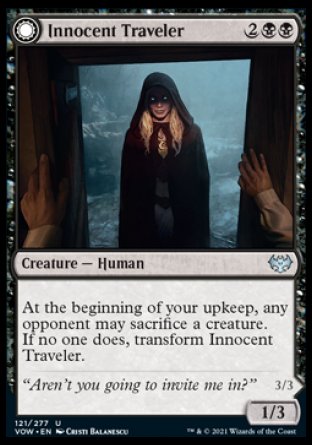 Innocent Traveler 2
Creature — Human
At the beginning of your upkeep, any
opponent may sacrifice a creature.
If no one does, transform Innocent
Traveler.
“Aren’t you going to invite me in?” 3/3
1/3
121/277 U
VOW • EN Cristi Balanescu ™ & © 2021 Wizards of the Coast